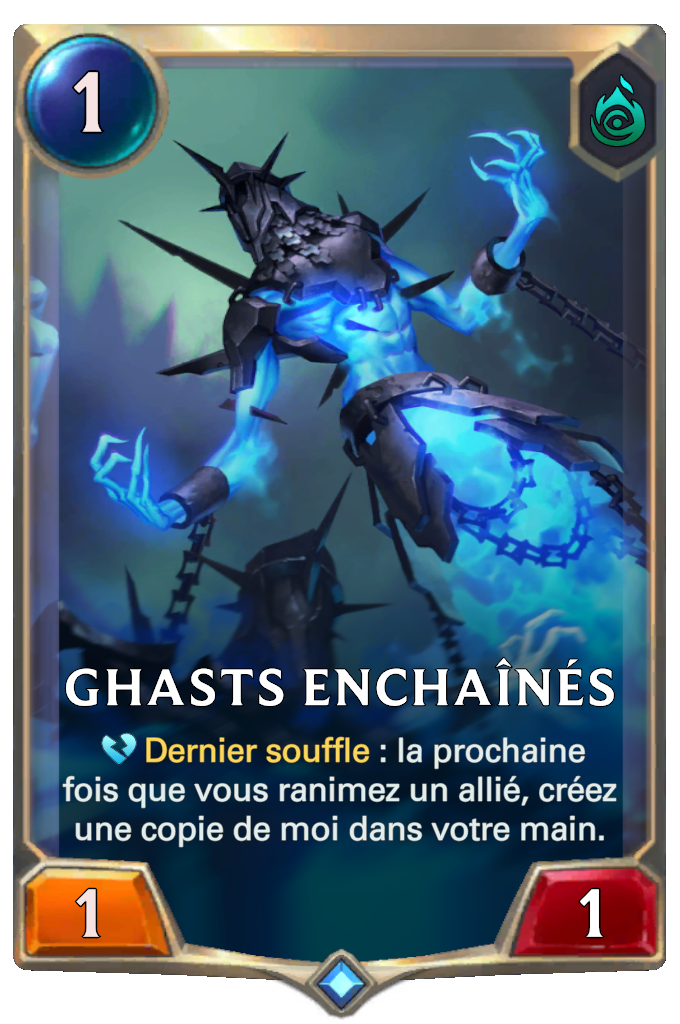 1
GHASTS ENCHAÎNÉS
Dernier souffle : la prochaine
fois que vous ranimez un allié, créez
une copie de moi dans votre main.
1
1